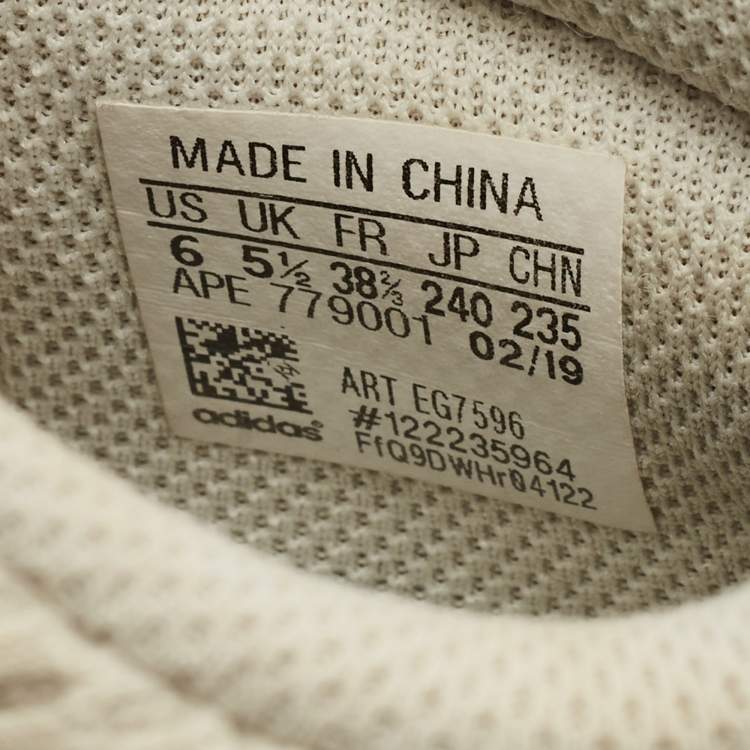 MADE IN CHINA
US UK FR JP CHN
6 5½ 38⅔ 240 235
APE 779001 02/19
ART EG7596
#122235964
FfQ9DWHr04122
adidas